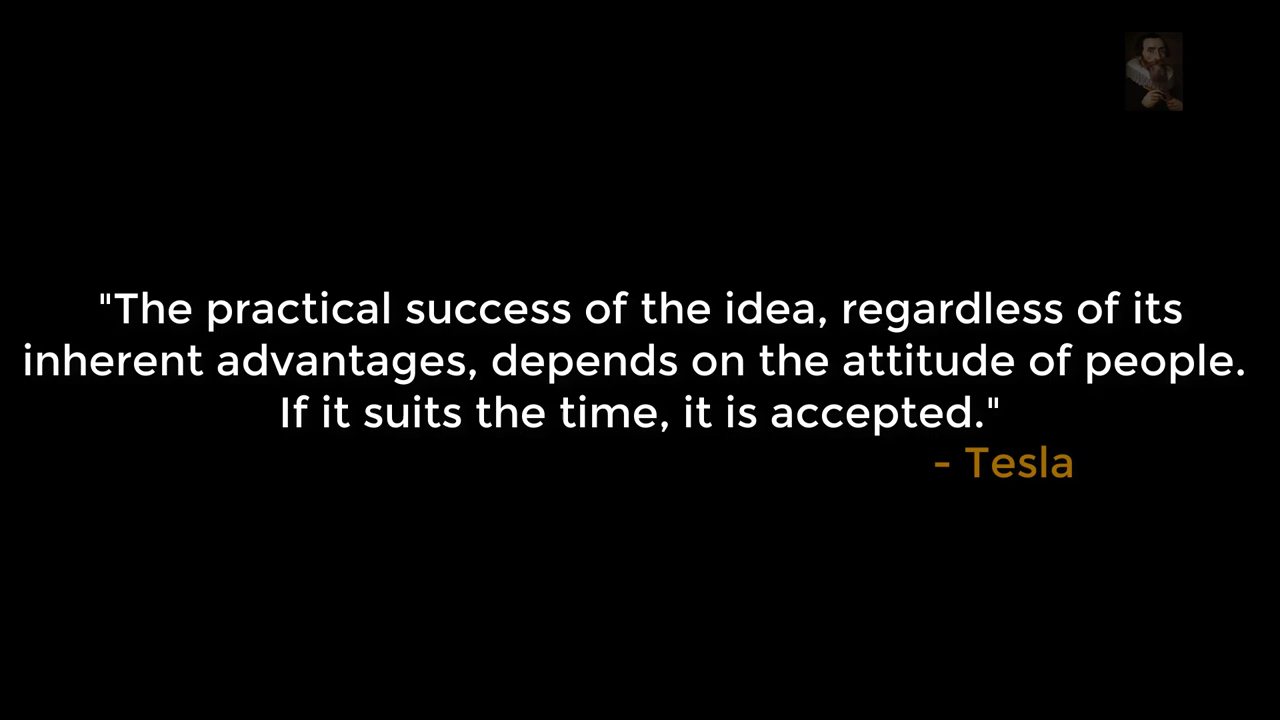 "The practical success of the idea, regardless of its
inherent advantages, depends on the attitude of people.
If it suits the time, it is accepted."
- Tesla